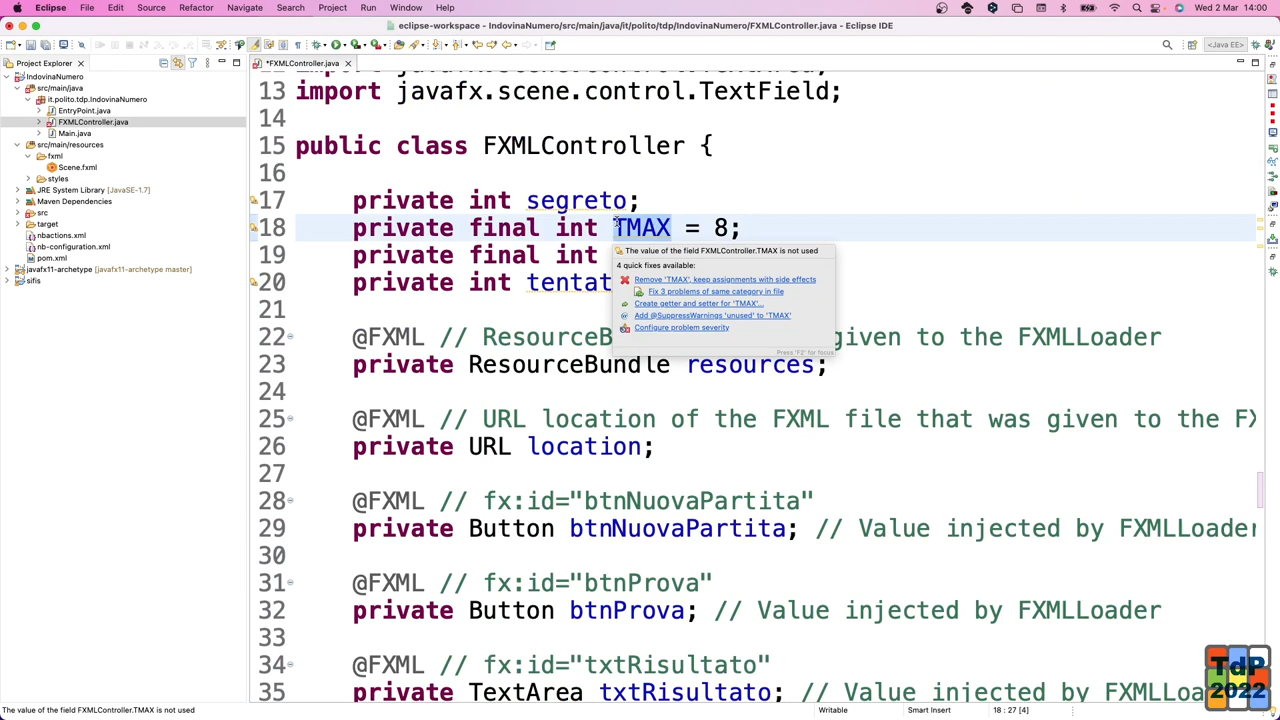 Eclipse File Edit Source Refactor Navigate Search Project Run Window Help Wed 2 Mar 14:00
eclipse-workspace - IndovinaNumero/src/main/java/it/polito/tdp/IndovinaNumero/FXMLController.java - Eclipse IDE
<Java EE>
Project Explorer
*FXMLController.java
IndovinaNumero
src/main/java
it.polito.tdp.IndovinaNumero
EntryPoint.java
FXMLController.java
Main.java
src/main/resources
fxml
Scene.fxml
styles
JRE System Library [JavaSE-1.7]
Maven Dependencies
src
target
nbactions.xml
nb-configuration.xml
pom.xml
javafx11-archetype [javafx11-archetype master]
sifis
13 import javafx.scene.control.TextField;
14
15 public class FXMLController {
16
17 private int segreto;
18 private final int TMAX = 8;
19 private final int
20 private int tentat
21
22 @FXML // ResourceB given to the FXMLLoader
23 private ResourceBundle resources;
24
25 @FXML // URL location of the FXML file that was given to the FX
26 private URL location;
27
28 @FXML // fx:id="btnNuovaPartita"
29 private Button btnNuovaPartita; // Value injected by FXMLLoader
30
31 @FXML // fx:id="btnProva"
32 private Button btnProva; // Value injected by FXMLLoader
33
34 @FXML // fx:id="txtRisultato"
35 private TextArea txtRisultato; // Value injected by FXMLLoa
The value of the field FXMLController.TMAX is not used
4 quick fixes available:
Remove 'TMAX', keep assignments with side effects
Fix 3 problems of same category in file
Create getter and setter for 'TMAX'...
Add @SuppressWarnings 'unused' to 'TMAX'
Configure problem severity
Press 'F2' for focus
TdP
2022
The value of the field FXMLController.TMAX is not used Writable Smart Insert 18 : 27 [4]